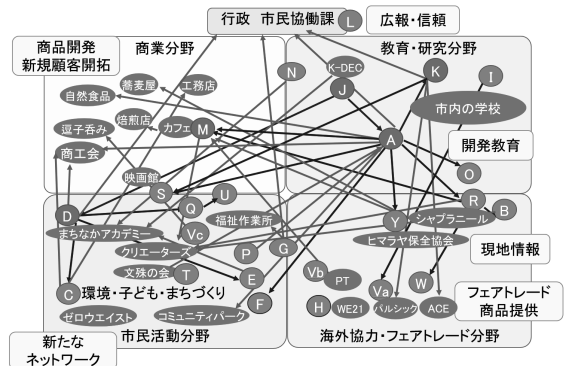 行政 市民協働課
L
広報・信頼
商品開発
新規顧客開拓
商業分野
教育・研究分野
蕎麦屋
工務店
自然食品
N
K-DEC
K
I
J
市内の学校
焙煎店
カフェ
M
逗子呑み
商工会
A
開発教育
映画館
O
S
R
D
Q
U
B
Y
シャプラニール
まちなかアカデミー
Vc
福祉作業所
ヒマラヤ保全協会
クリエーターズ
P
G
現地情報
文殊の会
T
E
Vb
PT
W
C
環境・子ども・まちづくり
F
Va
フェアトレード
商品提供
H
WE21
パルシック
ACE
ゼロウエイスト
コミュニティパーク
市民活動分野
海外協力・フェアトレード分野
新たな
ネットワーク